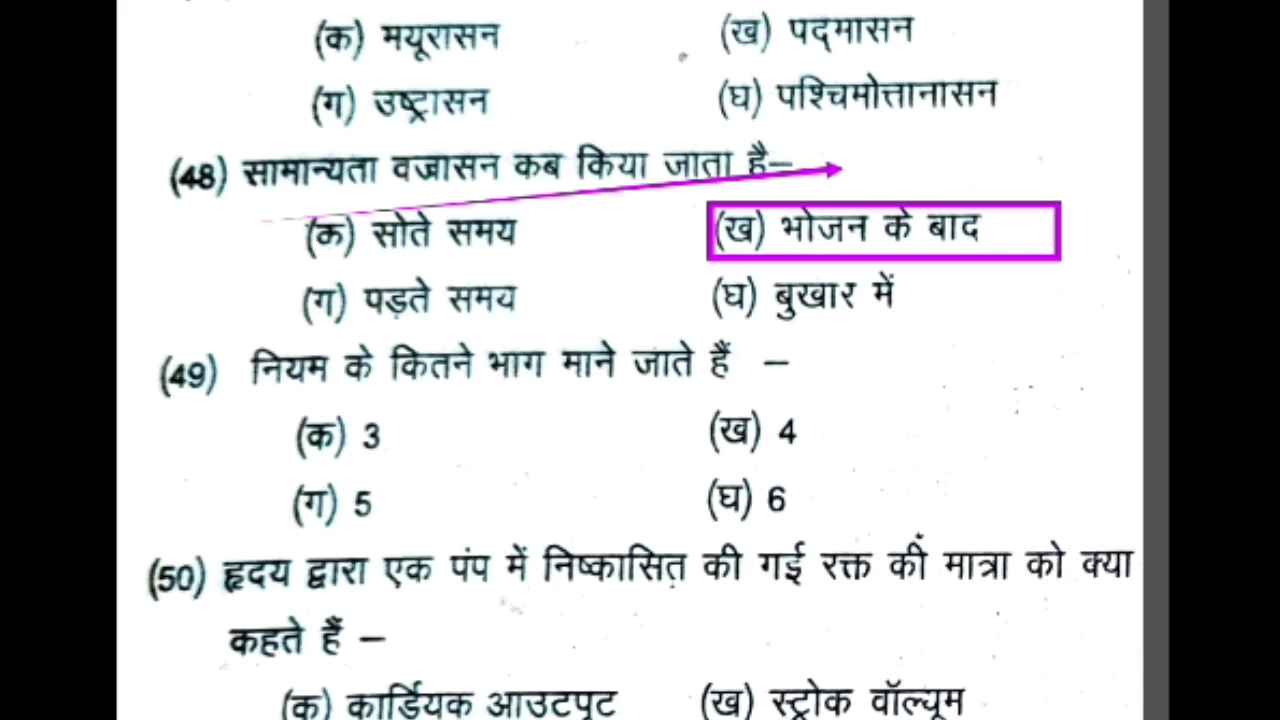 (क) मयूरासन (ख) पद्मासन
(ग) उष्ट्रासन (घ) पश्चिमोत्तानासन
(48) सामान्यता वज्रासन कब किया जाता है–
(क) सोते समय (ख) भोजन के बाद
(ग) पड़ते समय (घ) बुखार में
(49) नियम के कितने भाग माने जाते हैं –
(क) 3 (ख) 4
(ग) 5 (घ) 6
(50) हृदय द्वारा एक पंप में निष्कासित की गई रक्त कीं मात्रा को क्या
कहते हैं –
(क) कार्डियक आउटपुट (ख) स्ट्रोक वॉल्यूम